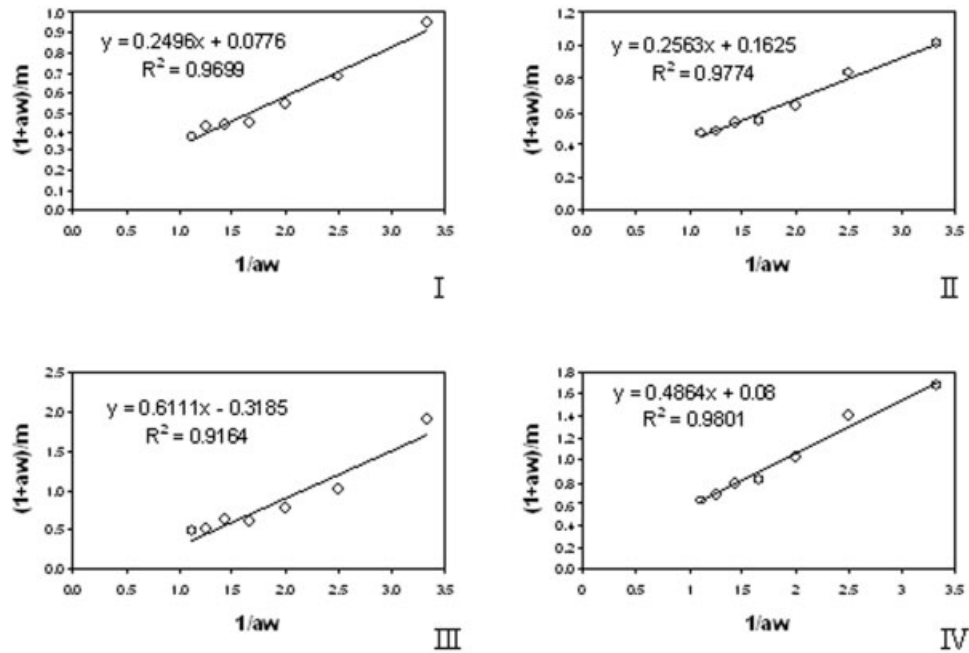 (1+aw)/m
1.0
0.9
0.8
0.7
0.6
0.5
0.4
0.3
0.2
0.1
0.0
y = 0.2496x + 0.0776
R² = 0.9699
0.0 0.5 1.0 1.5 2.0 2.5 3.0 3.5
1/aw
I
(1+aw)/m
1.2
1.0
0.8
0.6
0.4
0.2
0.0
y = 0.2563x + 0.1625
R² = 0.9774
0 0.5 1.0 1.5 2.0 2.5 3.0 3.5
1/aw
II
(1+aw)/m
2.5
2.0
1.5
1.0
0.5
0.0
y = 0.6111x - 0.3185
R² = 0.9164
0.0 0.5 1.0 1.5 2.0 2.5 3.0 3.5
1/aw
III
(1+aw)/m
1.8
1.6
1.4
1.2
1.0
0.8
0.6
0.4
0.2
0.0
y = 0.4864x + 0.08
R² = 0.9801
0 0.5 1 1.5 2 2.5 3 3.5
1/aw
IV